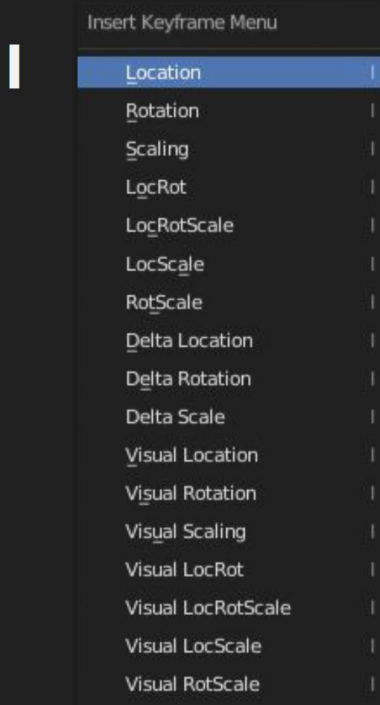 Insert Keyframe Menu
I
Location I
Rotation I
Scaling I
LocRot I
LocRotScale I
LocScale I
RotScale I
Delta Location I
Delta Rotation I
Delta Scale I
Visual Location I
Visual Rotation I
Visual Scaling I
Visual LocRot I
Visual LocRotScale I
Visual LocScale I
Visual RotScale I